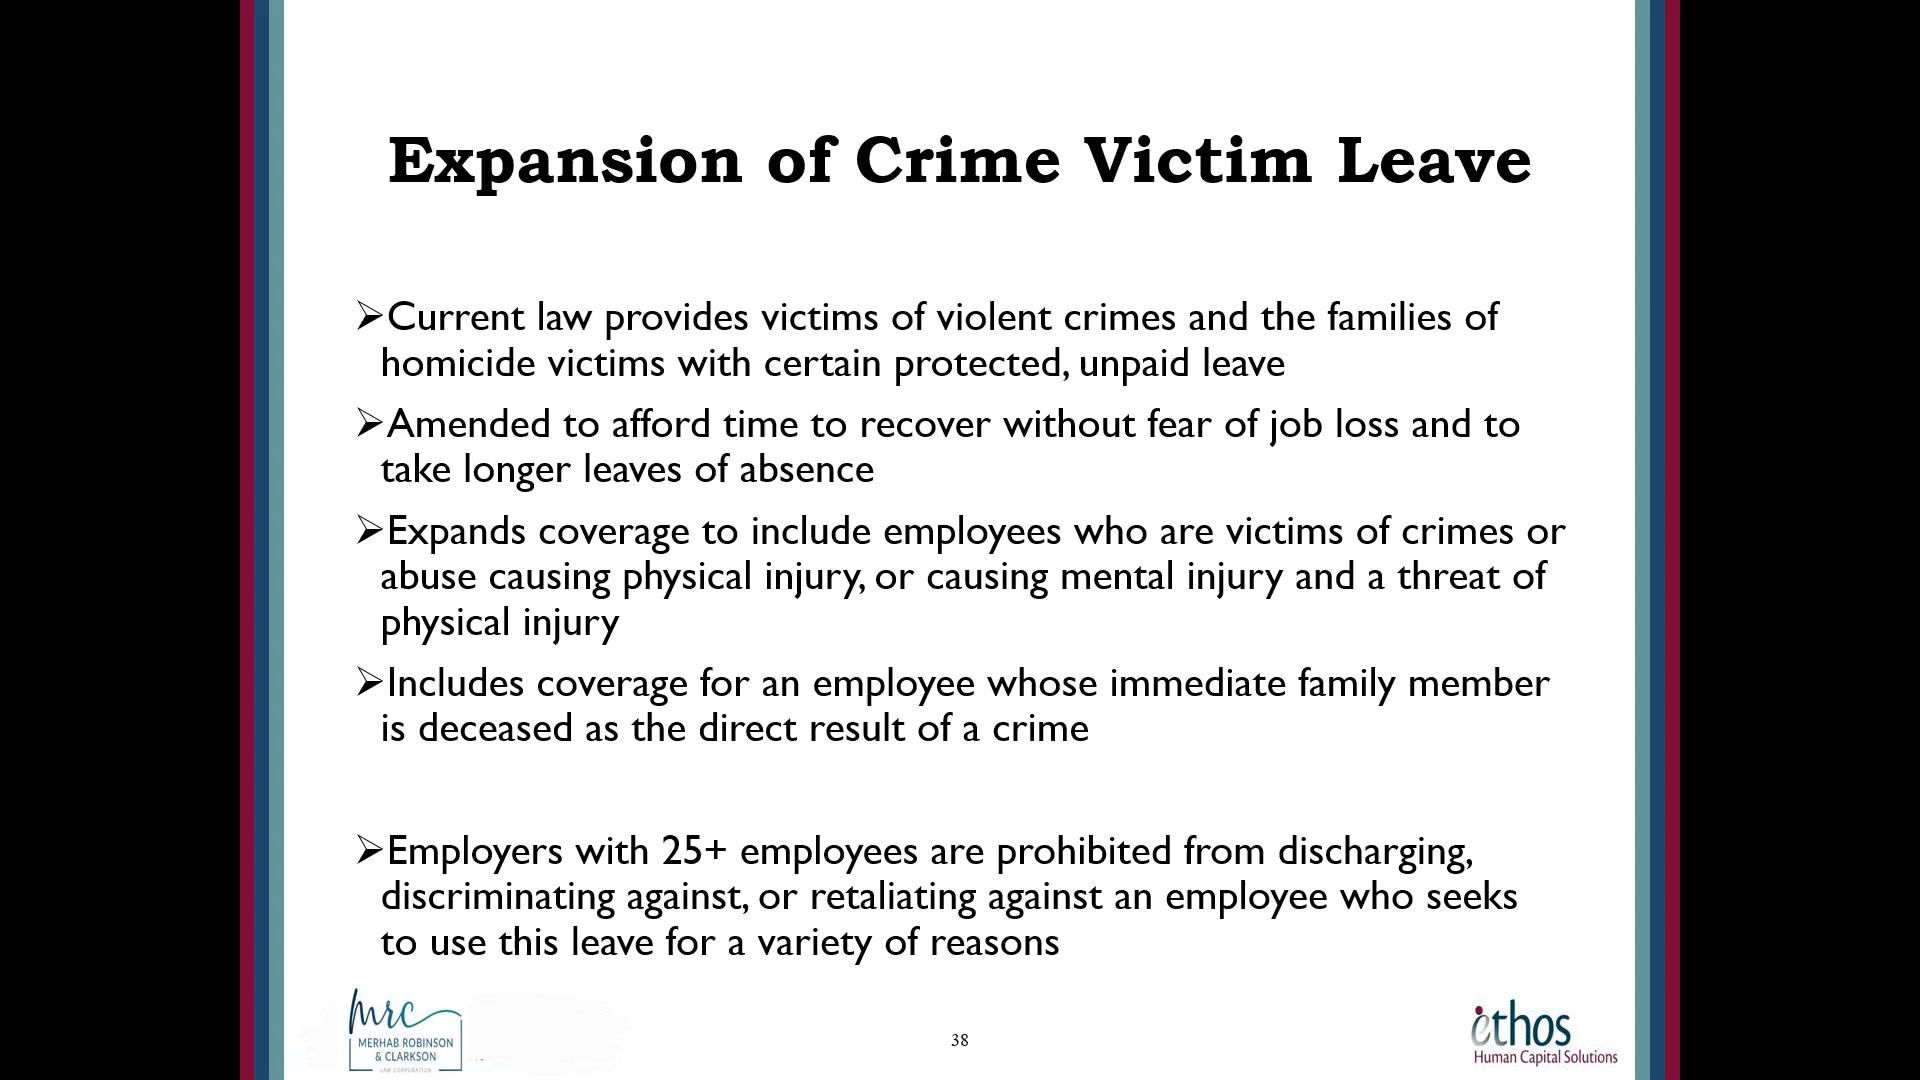 Expansion of Crime Victim Leave
➢Current law provides victims of violent crimes and the families of
homicide victims with certain protected, unpaid leave
➢Amended to afford time to recover without fear of job loss and to
take longer leaves of absence
➢Expands coverage to include employees who are victims of crimes or
abuse causing physical injury, or causing mental injury and a threat of
physical injury
➢Includes coverage for an employee whose immediate family member
is deceased as the direct result of a crime
➢Employers with 25+ employees are prohibited from discharging,
discriminating against, or retaliating against an employee who seeks
to use this leave for a variety of reasons
mrc
MERHAB ROBINSON
& CLARKSON
LAW CORPORATION
38
ethos
Human Capital Solutions